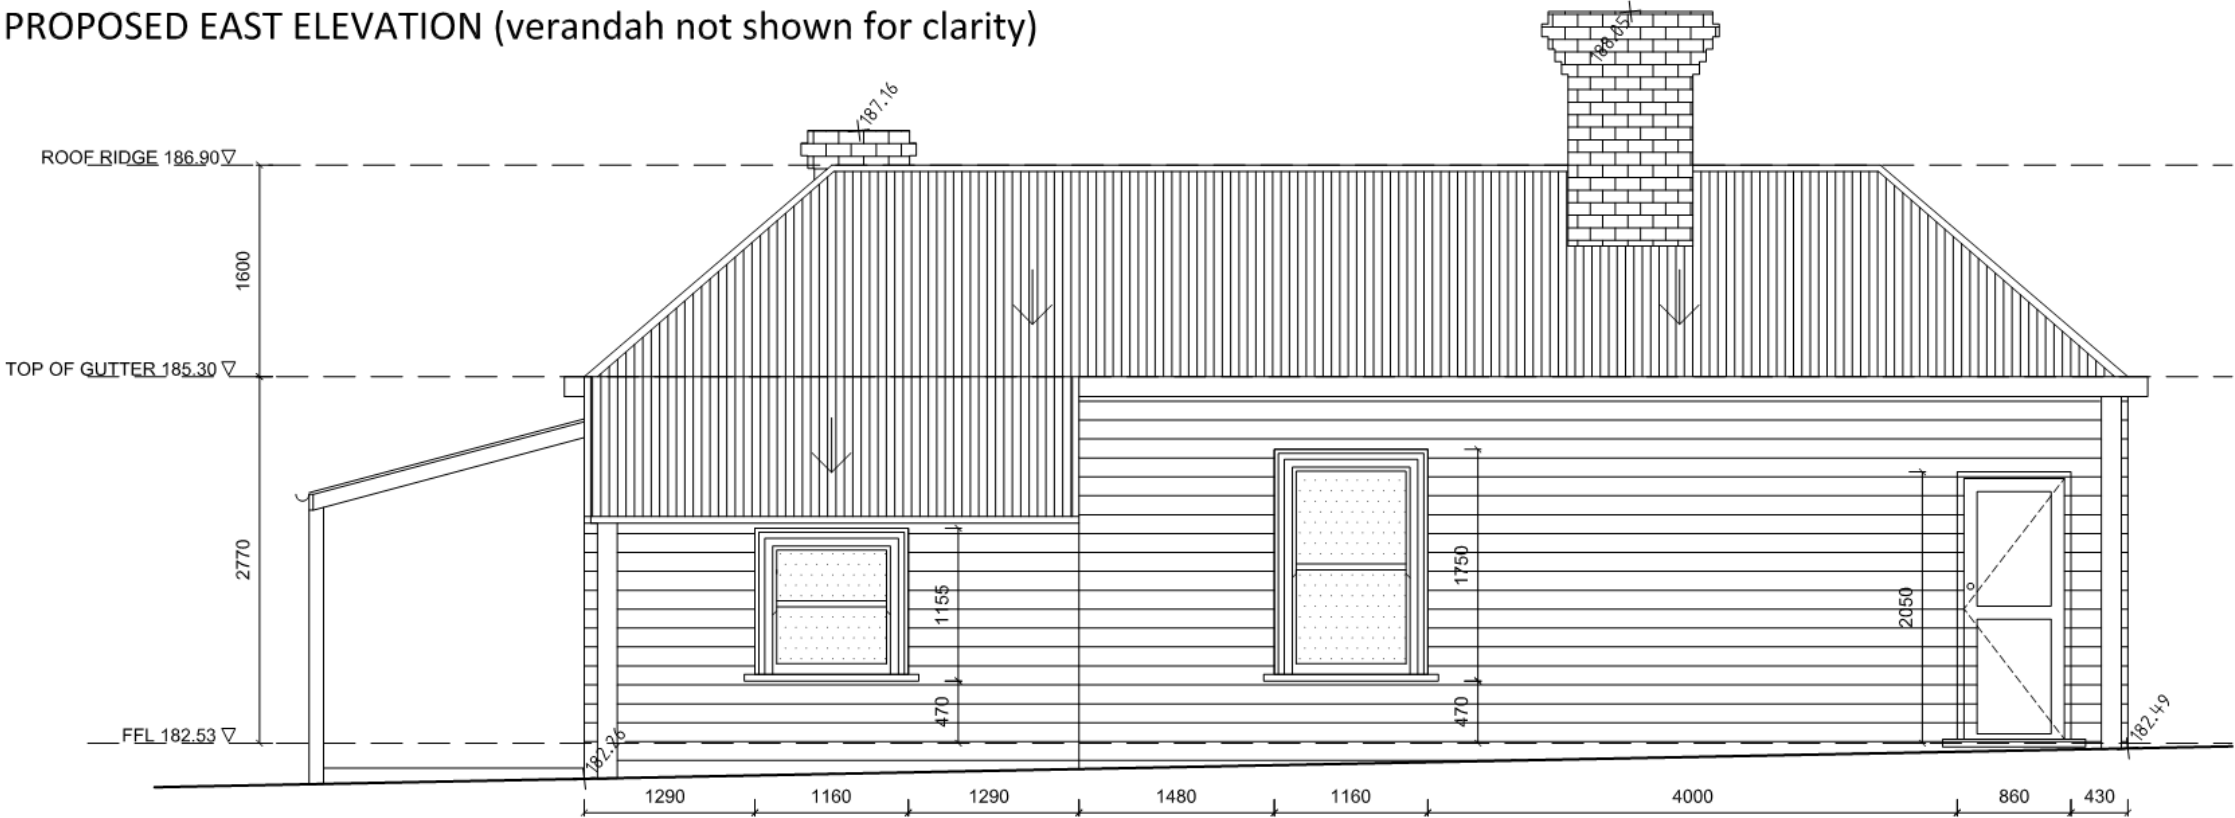 PROPOSED EAST ELEVATION (verandah not shown for clarity)
188.05
187.16
ROOF RIDGE 186.90
1600
TOP OF GUTTER 185.30
2770
1155
1750
2050
470
470
FFL 182.53
182.26
182.49
1290 1160 1290 1480 1160 4000 860 430